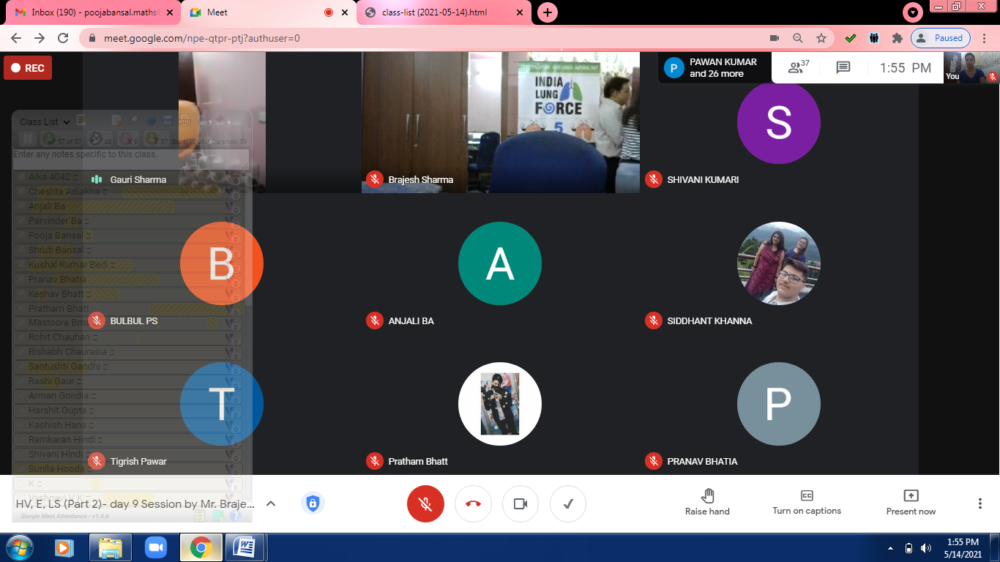 Inbox (190) - poojabansal.maths
Meet
class-list (2021-05-14).html
meet.google.com/npe-qtpr-ptj?authuser=0
Paused
REC
PAWAN KUMAR
and 26 more
37
1:55 PM
You
INDIA
LUNG
FORCE
5
S
Class List
57 of 57
48
0
57
Enter any notes specific to this class.
Gauri Sharma
Brajesh Sharma
SHIVANI KUMARI
Alka 4042
Cheshta Adlakha
Anjali Ba
Parvinder Ba
Pooja Bansal
Shruti Bansal
Kushal Kumar Bedi
Pranav Bhatia
Keshav Bhatt
Pratham Bhatt
B
A
BULBUL PS
ANJALI BA
SIDDHANT KHANNA
Rohit Chauhan
Rishabh Chaurasia
Santushti Gandhi
Rashi Gaur
Arman Gondia
Harshit Gupta
Kashish Hans
Ramkaran Hindi
Shivani Hindi
Sunila Hooda
K
T
P
Tigrish Pawar
Pratham Bhatt
PRANAV BHATIA
HV, E, LS (Part 2)- day 9 Session by Mr. Braje...
Google Meet Attendance - v1.4.6
Raise hand
Turn on captions
Present now
1:55 PM
5/14/2021